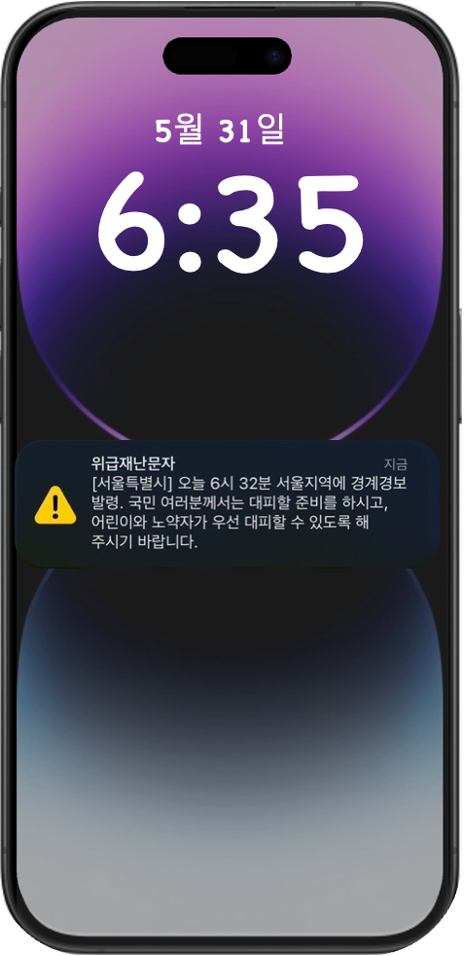 5월 31일
6:35
위급재난문자 지금
[서울특별시] 오늘 6시 32분 서울지역에 경계경보
발령. 국민 여러분께서는 대피할 준비를 하시고,
어린이와 노약자가 우선 대피할 수 있도록 해
주시기 바랍니다.